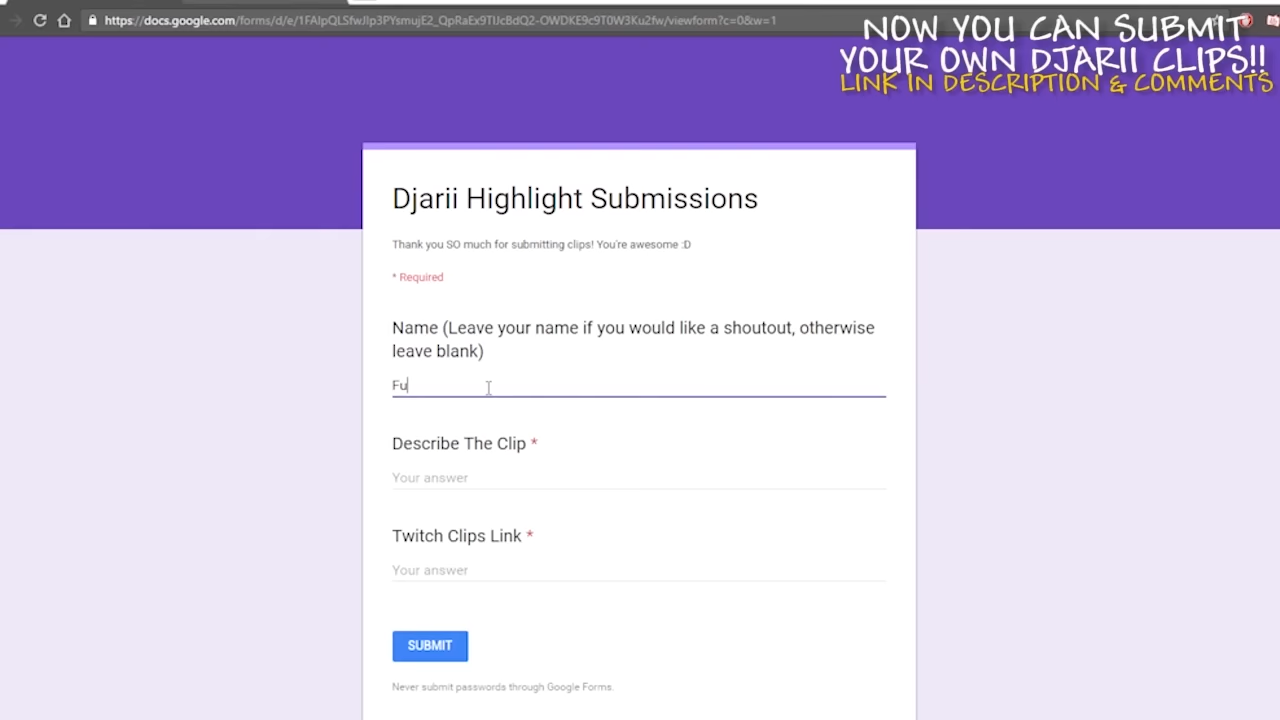 https://docs.google.com/forms/d/e/1FAIpQLSfwJlp3PYsmujE2_QpRaEx9TIJcBdQ2-OWDKE9c9T0W3Ku2fw/viewform?c=0&w=1
NOW YOU CAN SUBMIT
YOUR OWN DJARII CLIPS!!
LINK IN DESCRIPTION & COMMENTS
Djarii Highlight Submissions
Thank you SO much for submitting clips! You're awesome :D
* Required
Name (Leave your name if you would like a shoutout, otherwise
leave blank)
Fu
Describe The Clip *
Your answer
Twitch Clips Link *
Your answer
SUBMIT
Never submit passwords through Google Forms.